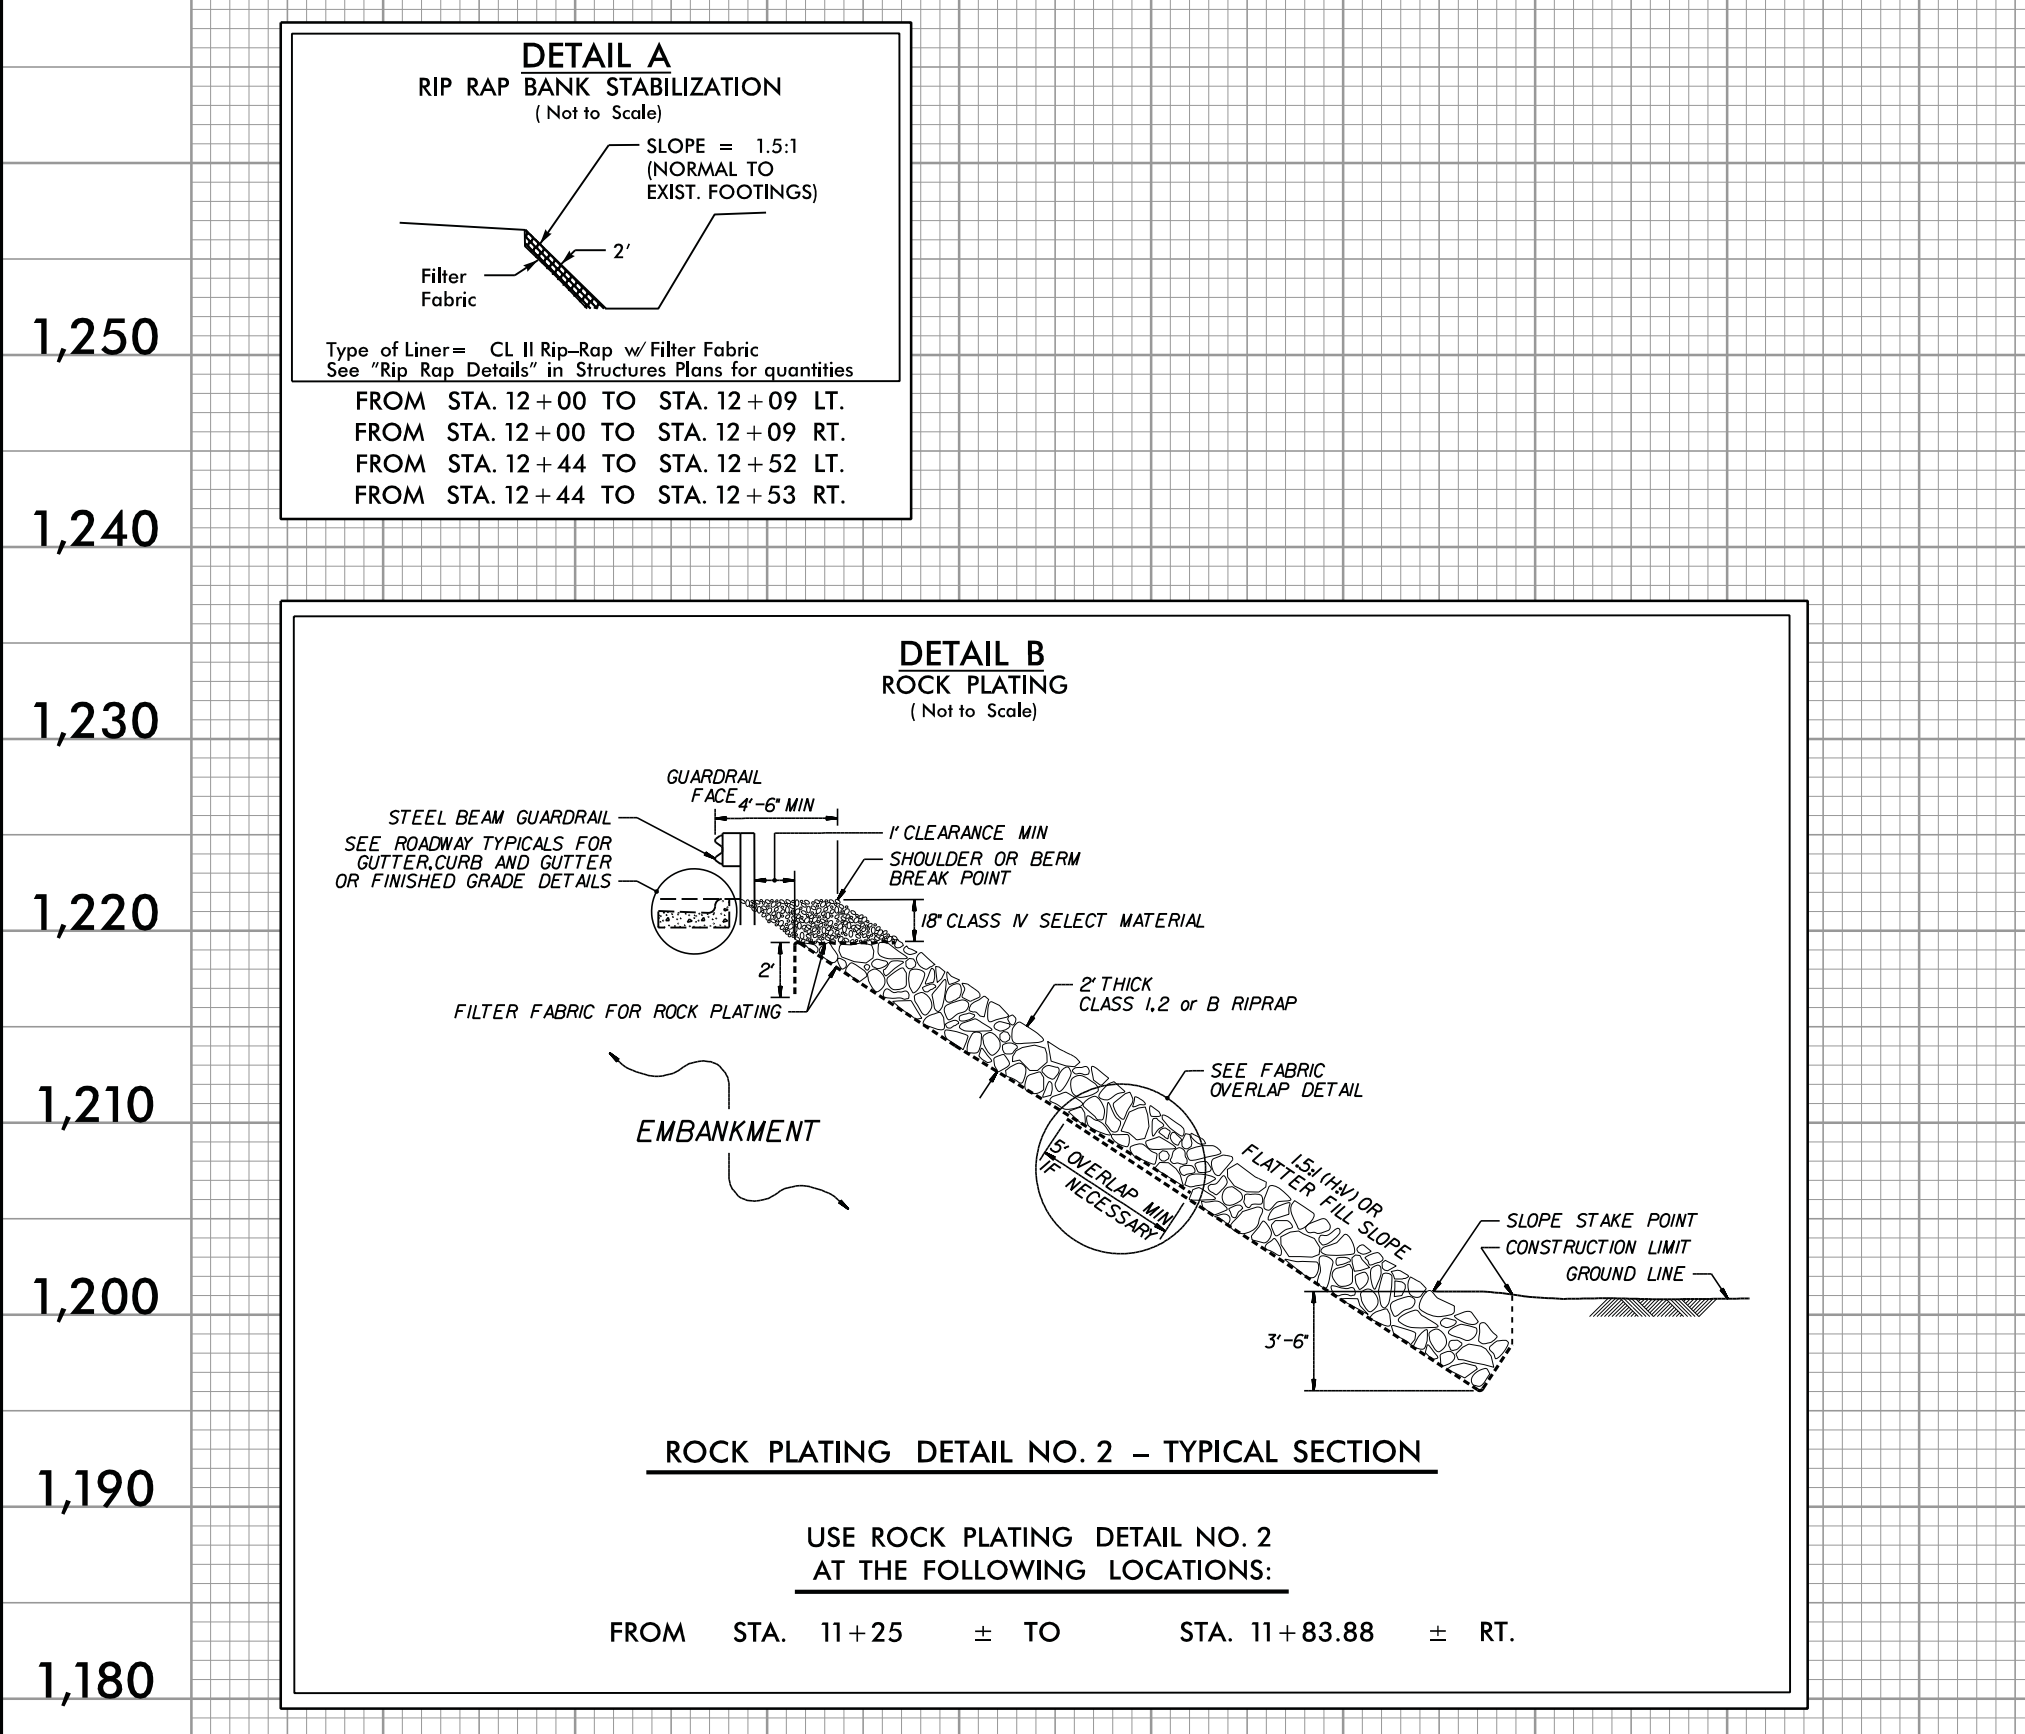 DETAIL A
RIP RAP BANK STABILIZATION
( Not to Scale)
SLOPE = 1.5:1
(NORMAL TO
EXIST. FOOTINGS)
2'
Filter
Fabric
Type of Liner= CL II Rip-Rap w/ Filter Fabric
See "Rip Rap Details" in Structures Plans for quantities
FROM STA. 12+00 TO STA. 12+09 LT.
FROM STA. 12+00 TO STA. 12+09 RT.
FROM STA. 12+44 TO STA. 12+52 LT.
FROM STA. 12+44 TO STA. 12+53 RT.
1,250
1,240
1,230
1,220
1,210
1,200
1,190
1,180
DETAIL B
ROCK PLATING
( Not to Scale)
GUARDRAIL
FACE
4'-6" MIN
STEEL BEAM GUARDRAIL
SEE ROADWAY TYPICALS FOR
GUTTER,CURB AND GUTTER
OR FINISHED GRADE DETAILS
1' CLEARANCE MIN
SHOULDER OR BERM
BREAK POINT
18" CLASS IV SELECT MATERIAL
2'
FILTER FABRIC FOR ROCK PLATING
2' THICK
CLASS 1,2 or B RIPRAP
EMBANKMENT
SEE FABRIC
OVERLAP DETAIL
5' OVERLAP MIN
IF NECESSARY
1.5:1 (H:V) OR
FLATTER FILL SLOPE
SLOPE STAKE POINT
CONSTRUCTION LIMIT
GROUND LINE
3'-6"
ROCK PLATING DETAIL NO. 2 – TYPICAL SECTION
USE ROCK PLATING DETAIL NO. 2
AT THE FOLLOWING LOCATIONS:
FROM STA. 11+25 ± TO STA. 11+83.88 ± RT.